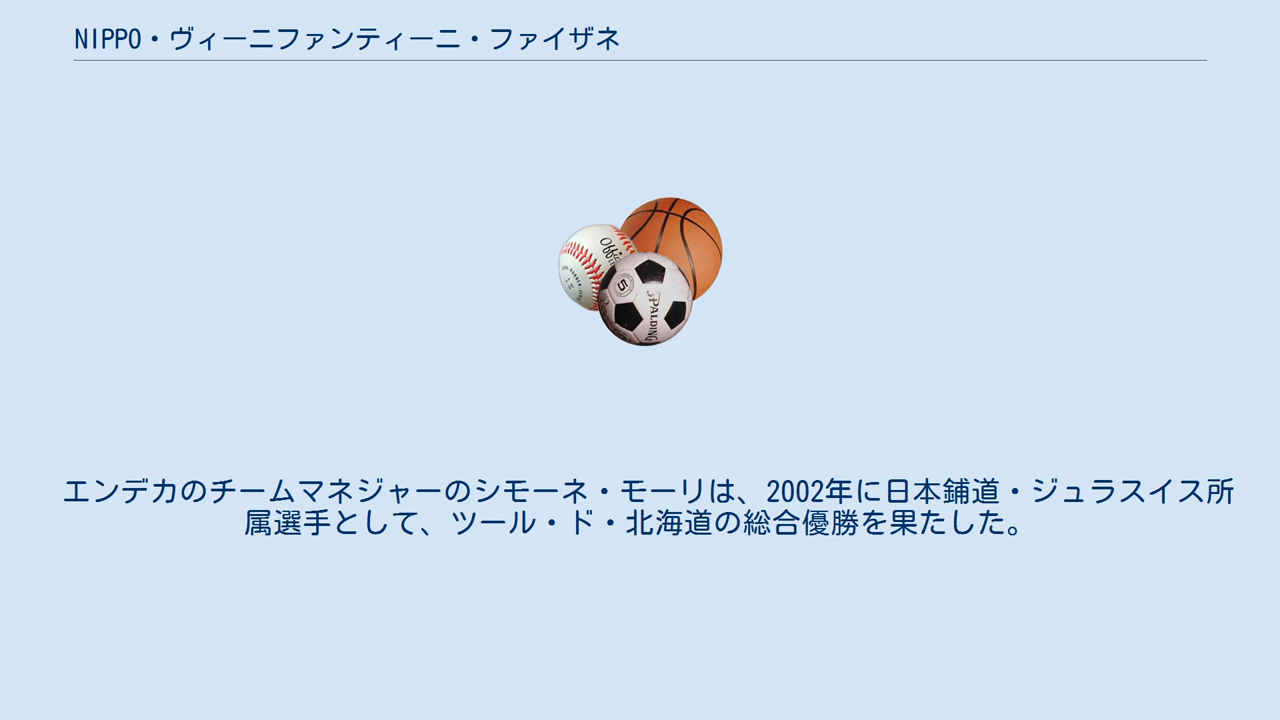 NIPPO・ヴィーニファンティーニ・ファイザネ
Offic
5
SPALDING
エンデカのチームマネジャーのシモーネ・モーリは、2002年に日本鋪道・ジュラスイス所
属選手として、ツール・ド・北海道の総合優勝を果たした。